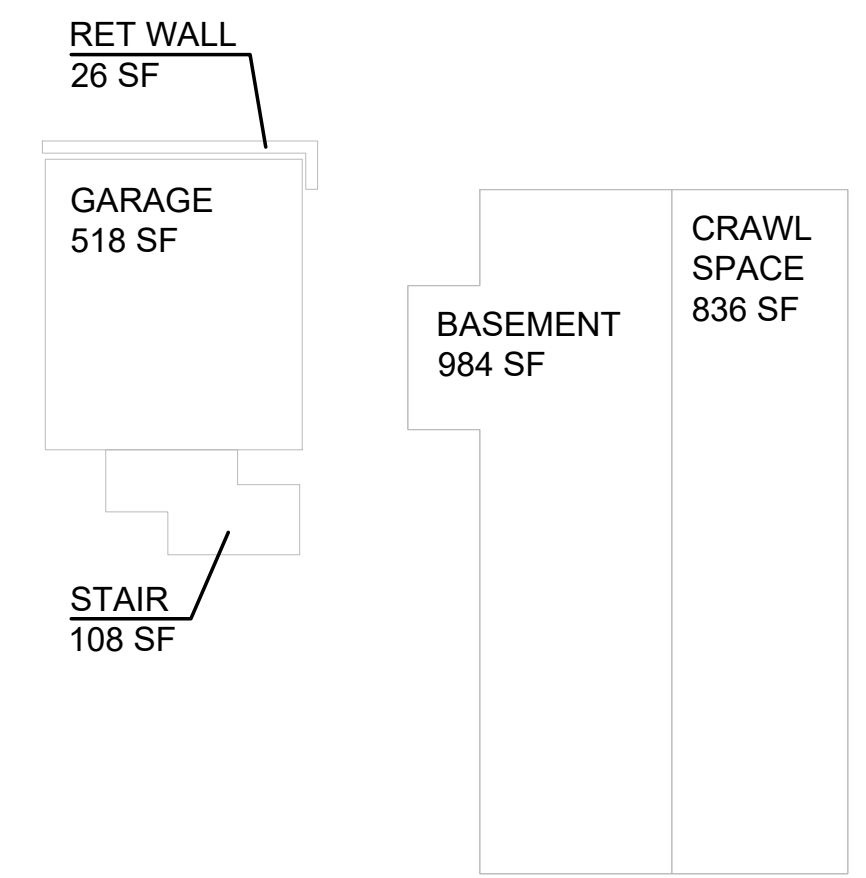 RET WALL
26 SF
GARAGE
518 SF
CRAWL
SPACE
836 SF
BASEMENT
984 SF
STAIR
108 SF